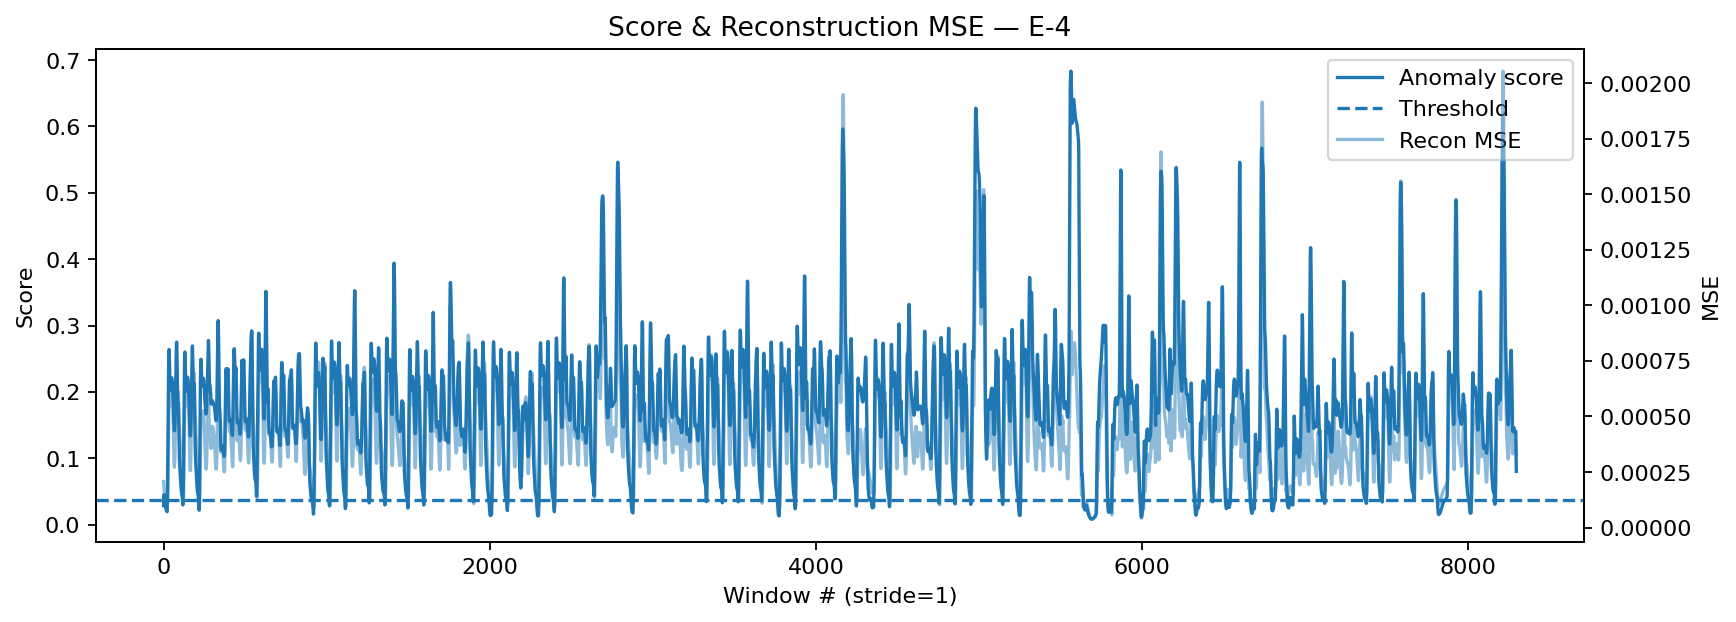 Score & Reconstruction MSE — E-4
Anomaly score
Threshold
Recon MSE
Score
0.7
0.6
0.5
0.4
0.3
0.2
0.1
0.0
0.00200
0.00175
0.00150
0.00125
0.00100
0.00075
0.00050
0.00025
0.00000
MSE
0 2000 4000 6000 8000
Window # (stride=1)